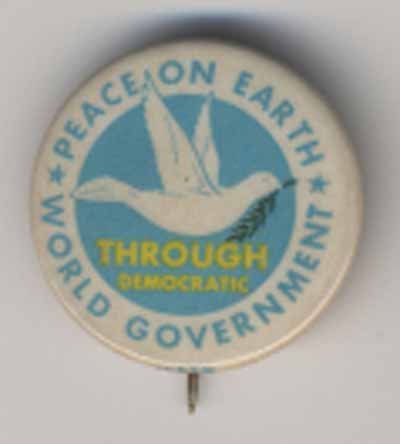 PEACE ON EARTH
THROUGH
DEMOCRATIC
WORLD GOVERNMENT